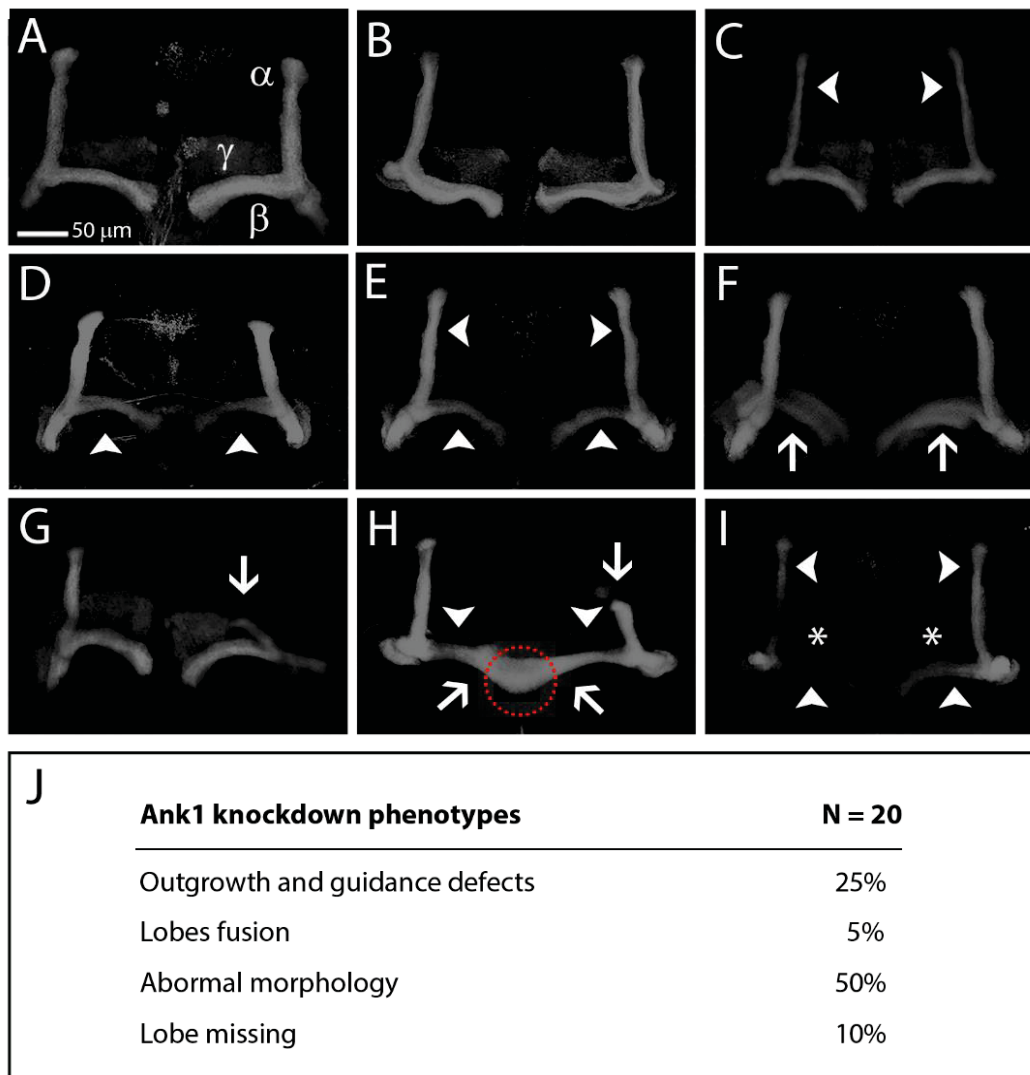 A
α
γ
β
50 μm
B
C
D
E
F
G
H
I
*
*
J
Ank1 knockdown phenotypes N = 20
Outgrowth and guidance defects 25%
Lobes fusion 5%
Abormal morphology 50%
Lobe missing 10%